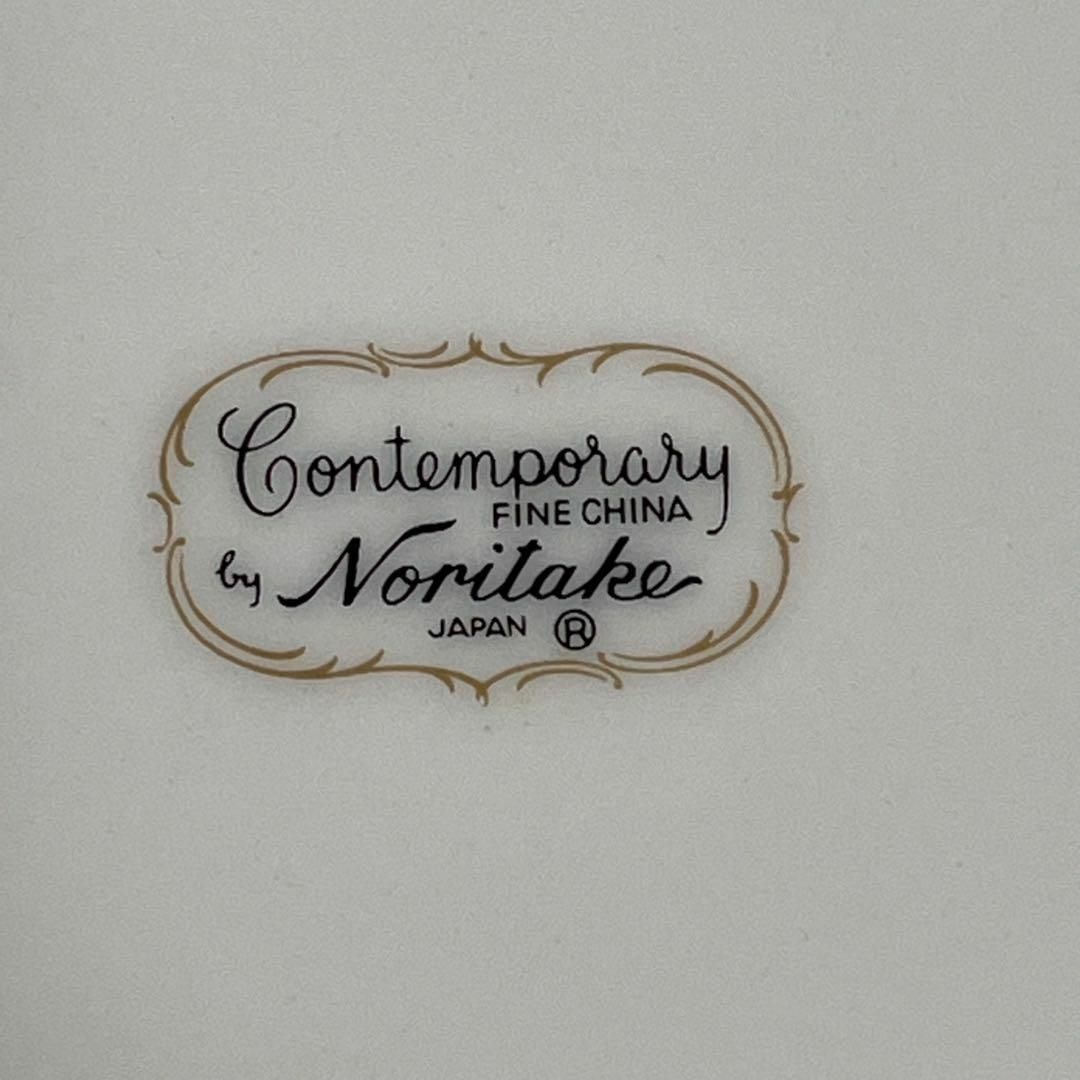 Contemporary
FINE CHINA
by Noritake
JAPAN ®